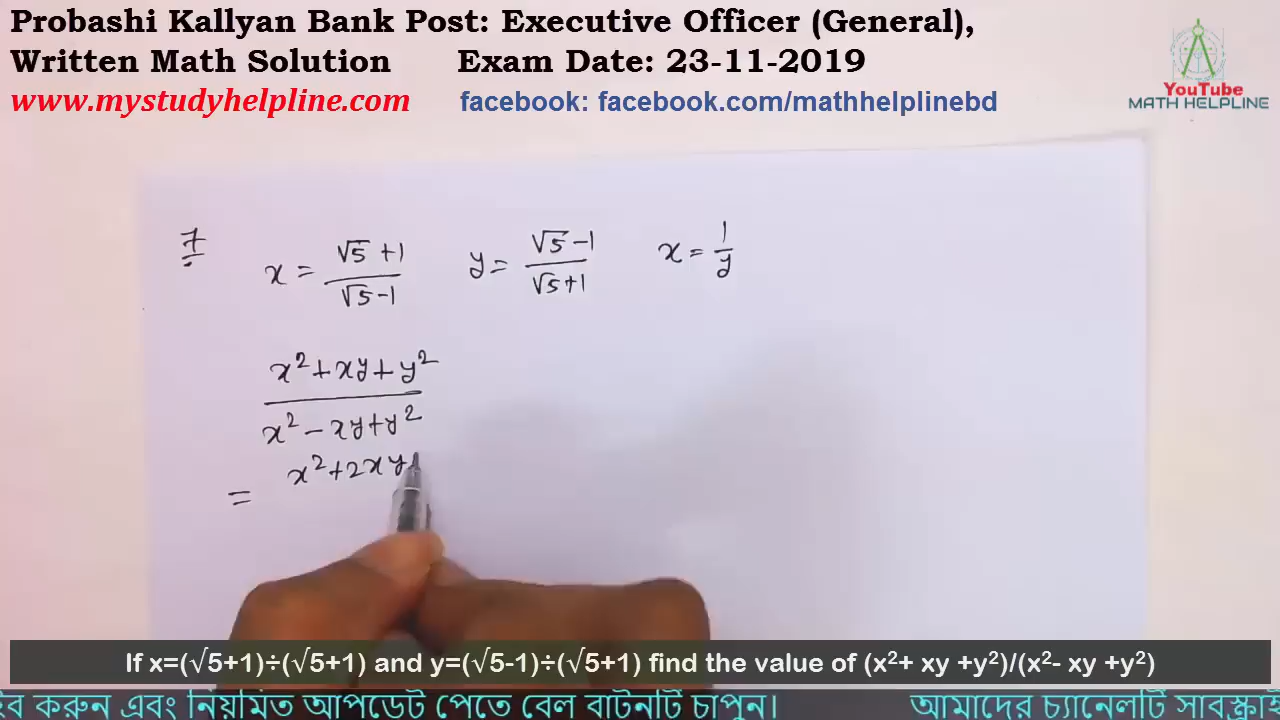 Probashi Kallyan Bank Post: Executive Officer (General),
Written Math Solution Exam Date: 23-11-2019
www.mystudyhelpline.com facebook: facebook.com/mathhelplinebd
YouTube
MATH HELPLINE
7
x = (√5+1)/(√5-1) y = (√5-1)/(√5+1) x = 1/y
(x²+xy+y²)/(x²-xy+y²)
= x²+2xy
If x=(√5+1)÷(√5+1) and y=(√5-1)÷(√5+1) find the value of (x²+ xy +y²)/(x²- xy +y²)
করুন এবং নিয়মিত আপডেট পেতে বেল বাটনটি চাপুন। আমাদের চ্যানেলটি